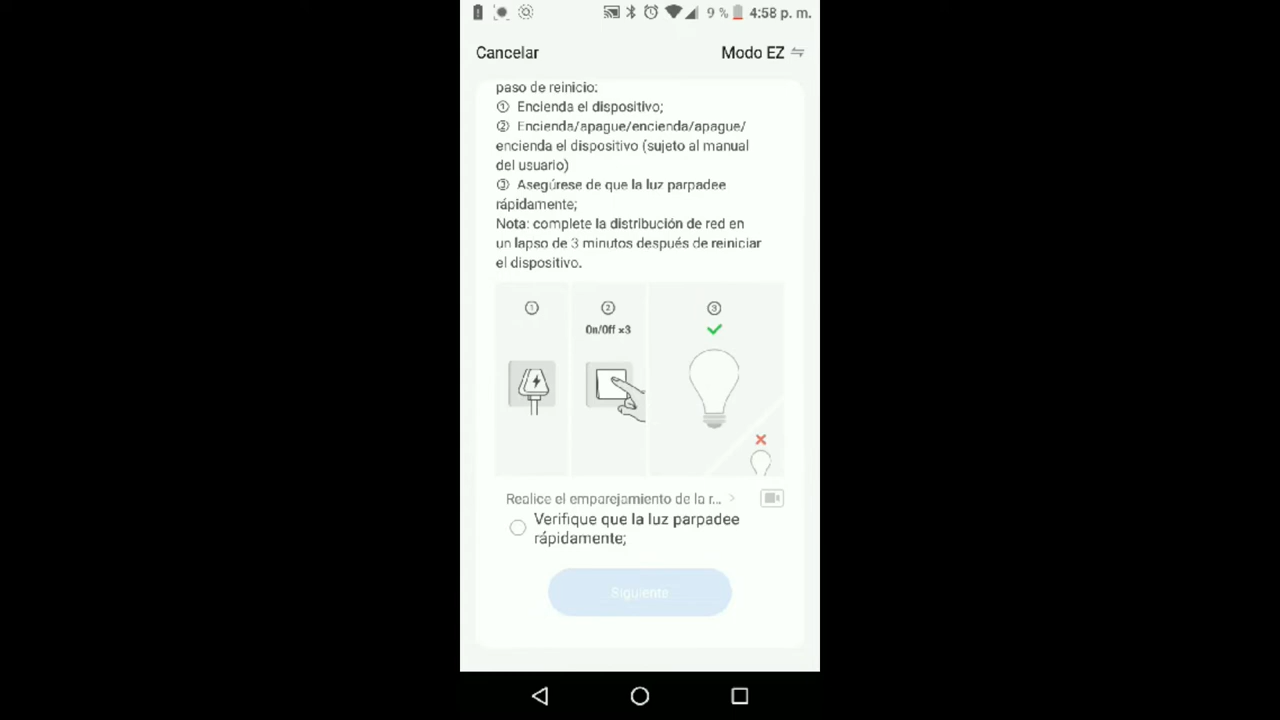 9 % 4:58 p. m.
Cancelar Modo EZ
paso de reinicio:
① Encienda el dispositivo;
② Encienda/apague/encienda/apague/
encienda el dispositivo (sujeto al manual
del usuario)
③ Asegúrese de que la luz parpadee
rápidamente;
Nota: complete la distribución de red en
un lapso de 3 minutos después de reiniciar
el dispositivo.
① ② ③
On/Off ×3
Realice el emparejamiento de la r...
Verifique que la luz parpadee
rápidamente;
Siguiente